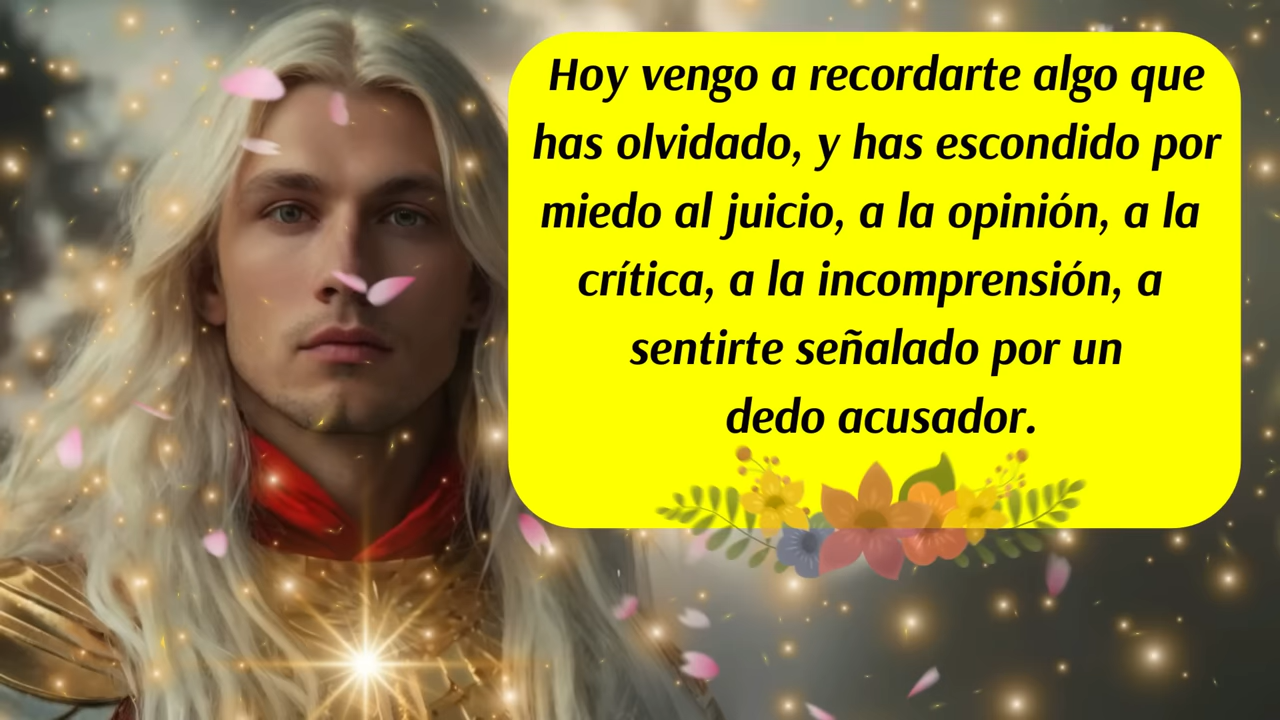 Hoy vengo a recordarte algo que
has olvidado, y has escondido por
miedo al juicio, a la opinión, a la
crítica, a la incomprensión, a
sentirte señalado por un
dedo acusador.